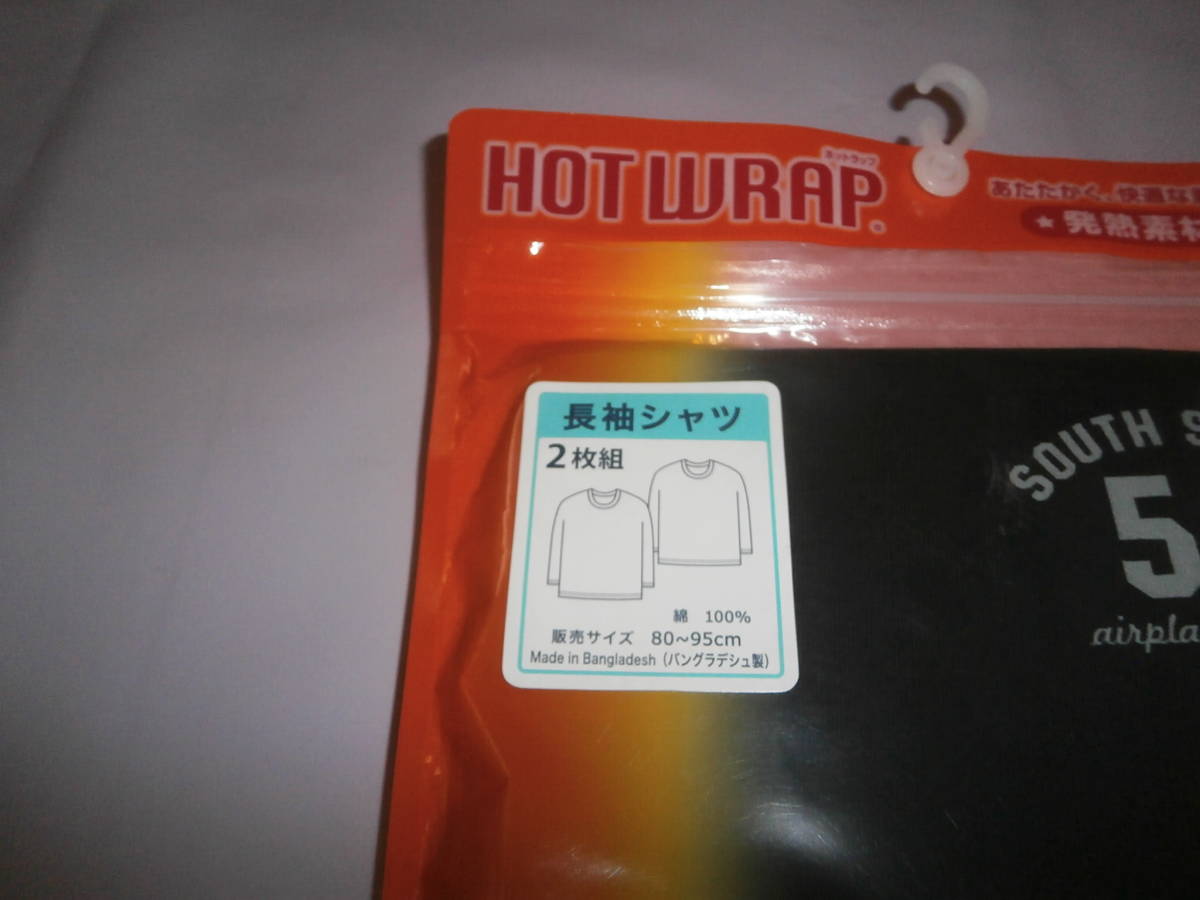 ホットラップ
HOT WRAP®
あたたかく、快適な
★発熱素材
長袖シャツ
2枚組
綿 100%
販売サイズ 80~95cm
Made in Bangladesh (バングラデシュ製)
SOUTH S
5
airpla